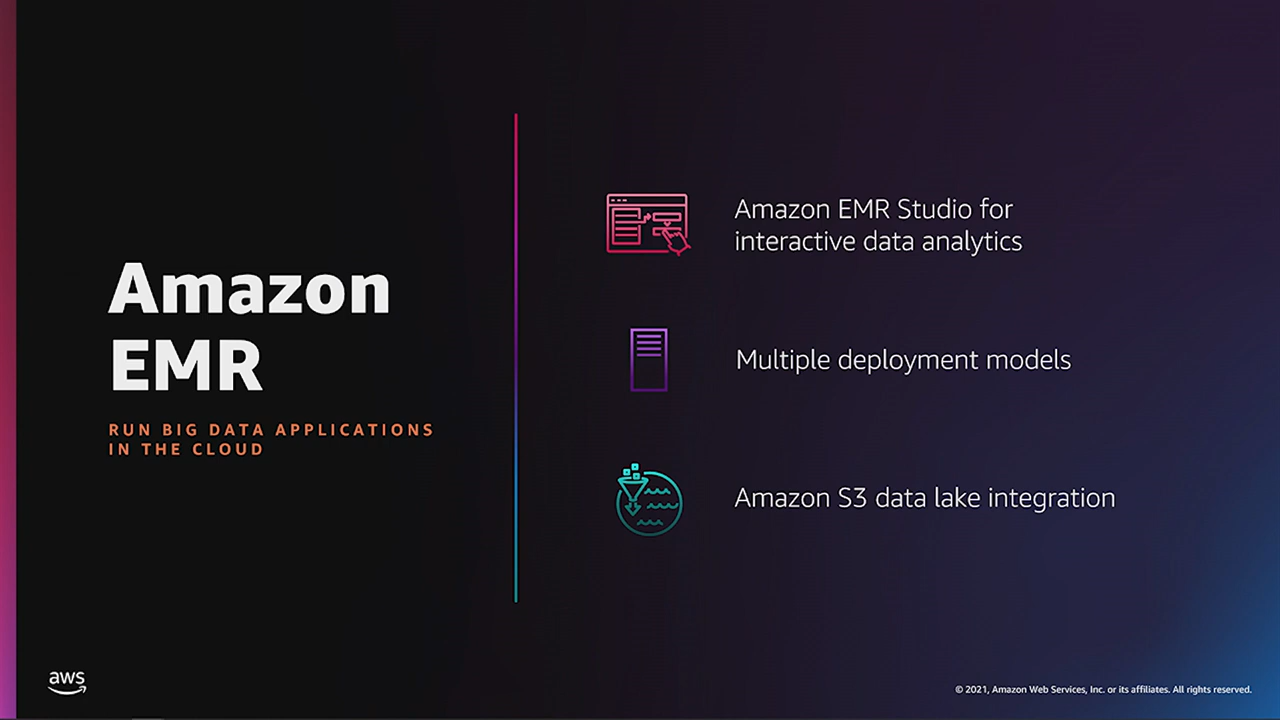 Amazon
EMR
RUN BIG DATA APPLICATIONS
IN THE CLOUD
Amazon EMR Studio for
interactive data analytics
Multiple deployment models
Amazon S3 data lake integration
aws
© 2021, Amazon Web Services, Inc. or its affiliates. All rights reserved.